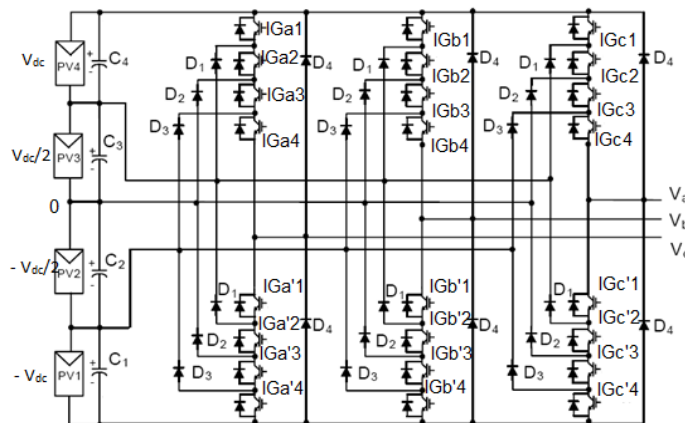 IGa1 IGb1 IGc1
Vdc PV4 + - C4 D1 IGa2 D4 D1 IGb2 D4 D1 IGc2 D4
D2 IGa3 D2 IGb3 D2 IGc3
Vdc/2 PV3 + - C3 D3 IGa4 D3 IGb4 D3 IGc4
0 Va
Vb
V
- Vdc/2 PV2 + - C2
D1 IGa'1 D1 IGb'1 D1 IGc'1
IGa'2 D4 IGb'2 D4 IGc'2 D4
D2 IGa'3 D2 IGb'3 D2 IGc'3
- Vdc PV1 + - C1 D3 IGa'4 D3 IGb'4 D3 IGc'4